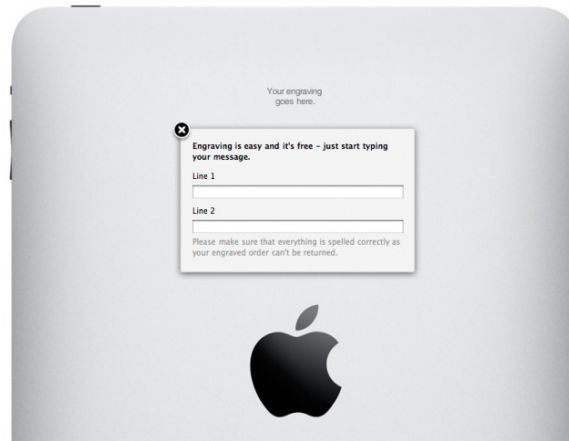 Your engraving
goes here.
Engraving is easy and it's free – just start typing
your message.
Line 1
Line 2
Please make sure that everything is spelled correctly as
your engraved order can't be returned.